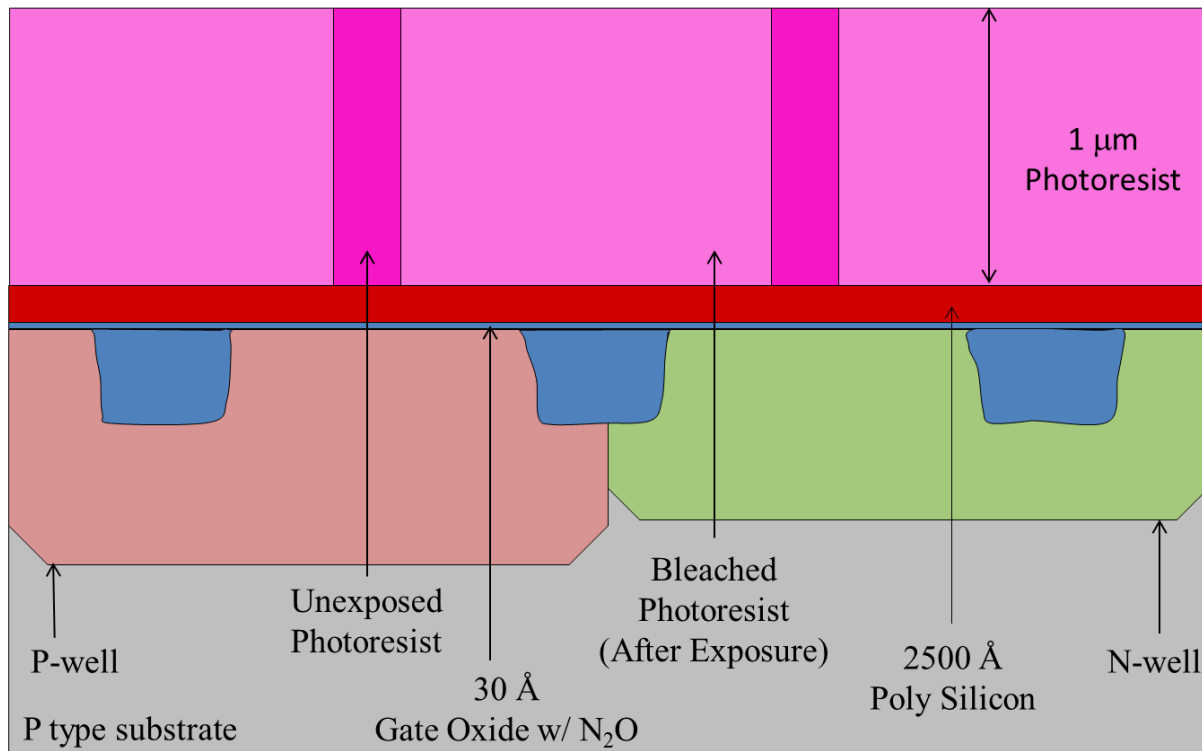 1 μm
Photoresist
Unexposed
Photoresist
Bleached
Photoresist
(After Exposure)
P-well
30 Å
Gate Oxide w/ N₂O
2500 Å
Poly Silicon
N-well
P type substrate